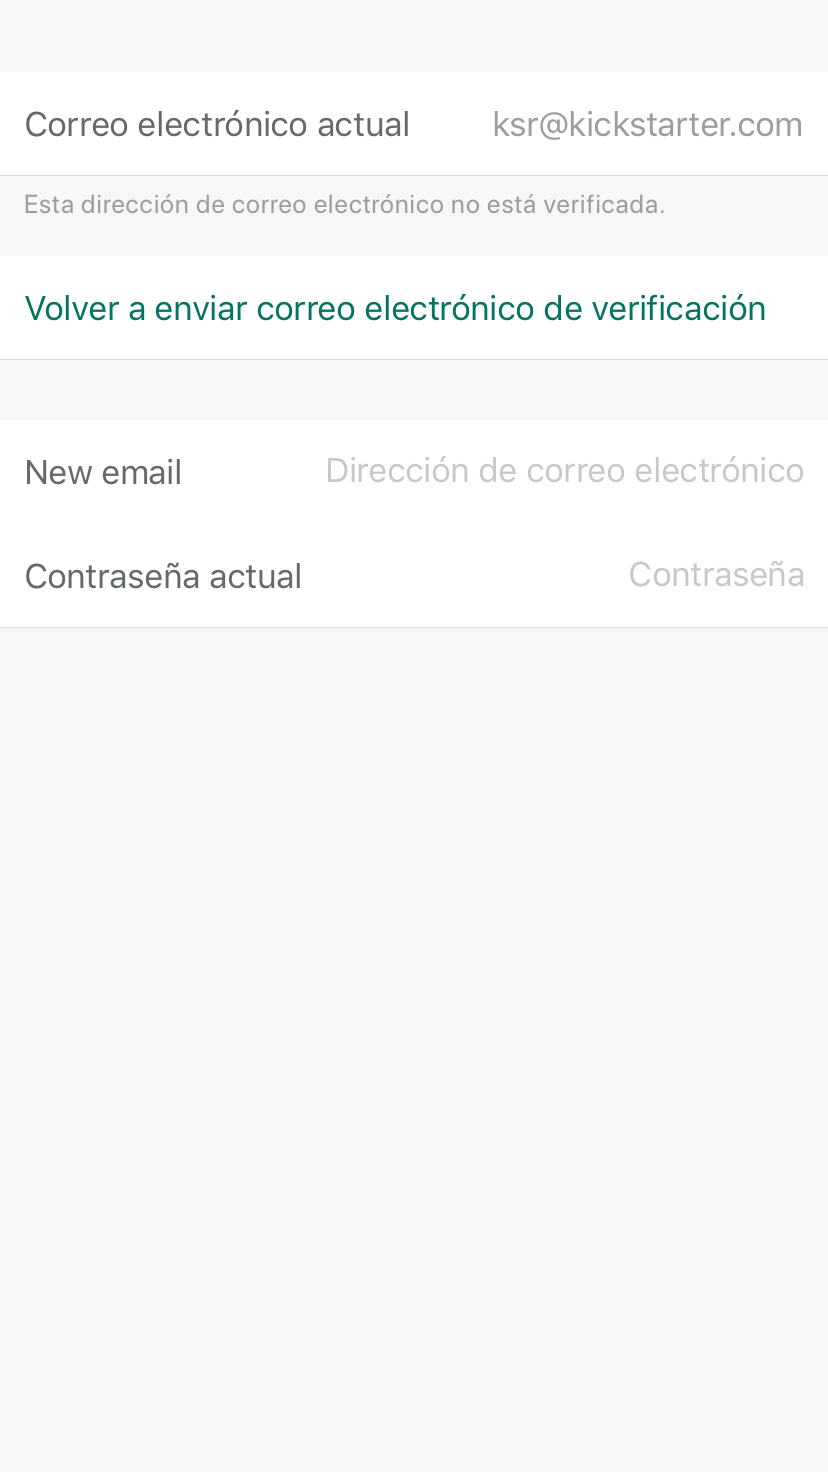 Correo electrónico actual ksr@kickstarter.com
Esta dirección de correo electrónico no está verificada.
Volver a enviar correo electrónico de verificación
New email Dirección de correo electrónico
Contraseña actual Contraseña